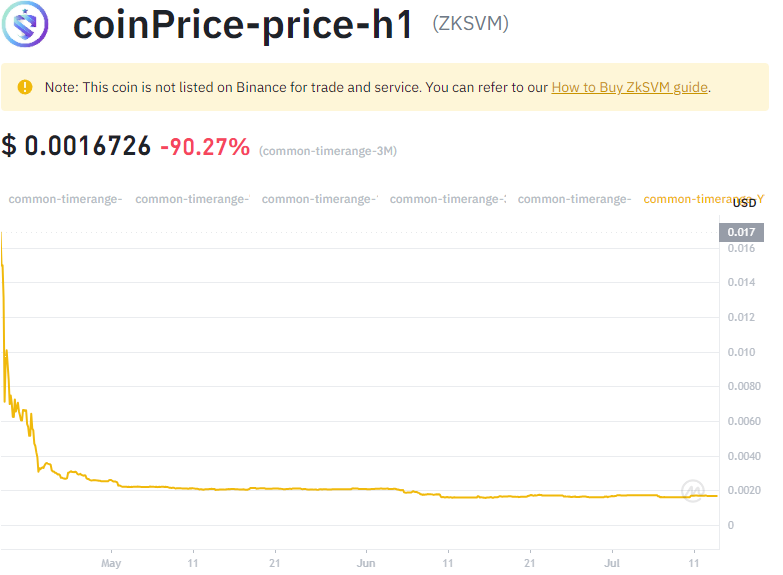 coinPrice-price-h1 (ZKSVM)
Note: This coin is not listed on Binance for trade and service. You can refer to our How to Buy ZkSVM guide.
$ 0.0016726 -90.27% (common-timerange-3M)
common-timerange- common-timerange- common-timerange- common-timerange- common-timerange- common-timerange-Y
USD
0.017
0.016
0.014
0.012
0.010
0.0080
0.0060
0.0040
0.0020
0
May 11 21 Jun 11 21 Jul 11